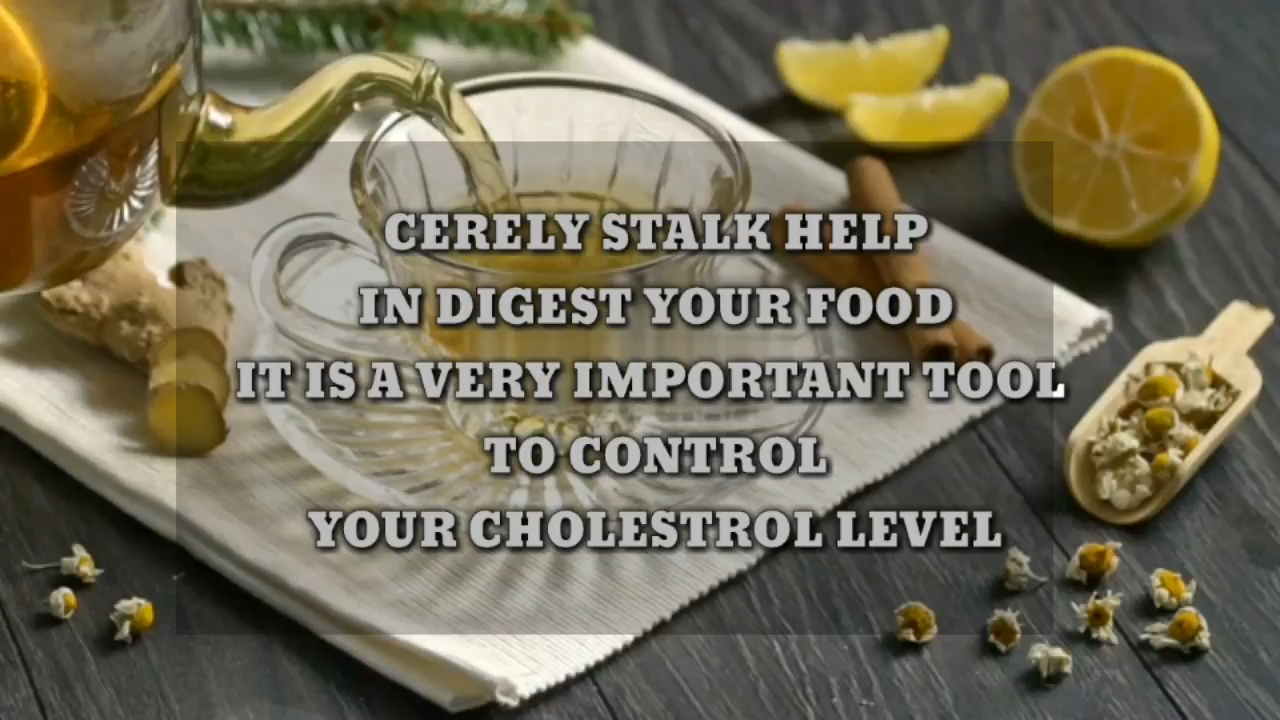 CERELY STALK HELP
IN DIGEST YOUR FOOD
IT IS A VERY IMPORTANT TOOL
TO CONTROL
YOUR CHOLESTROL LEVEL